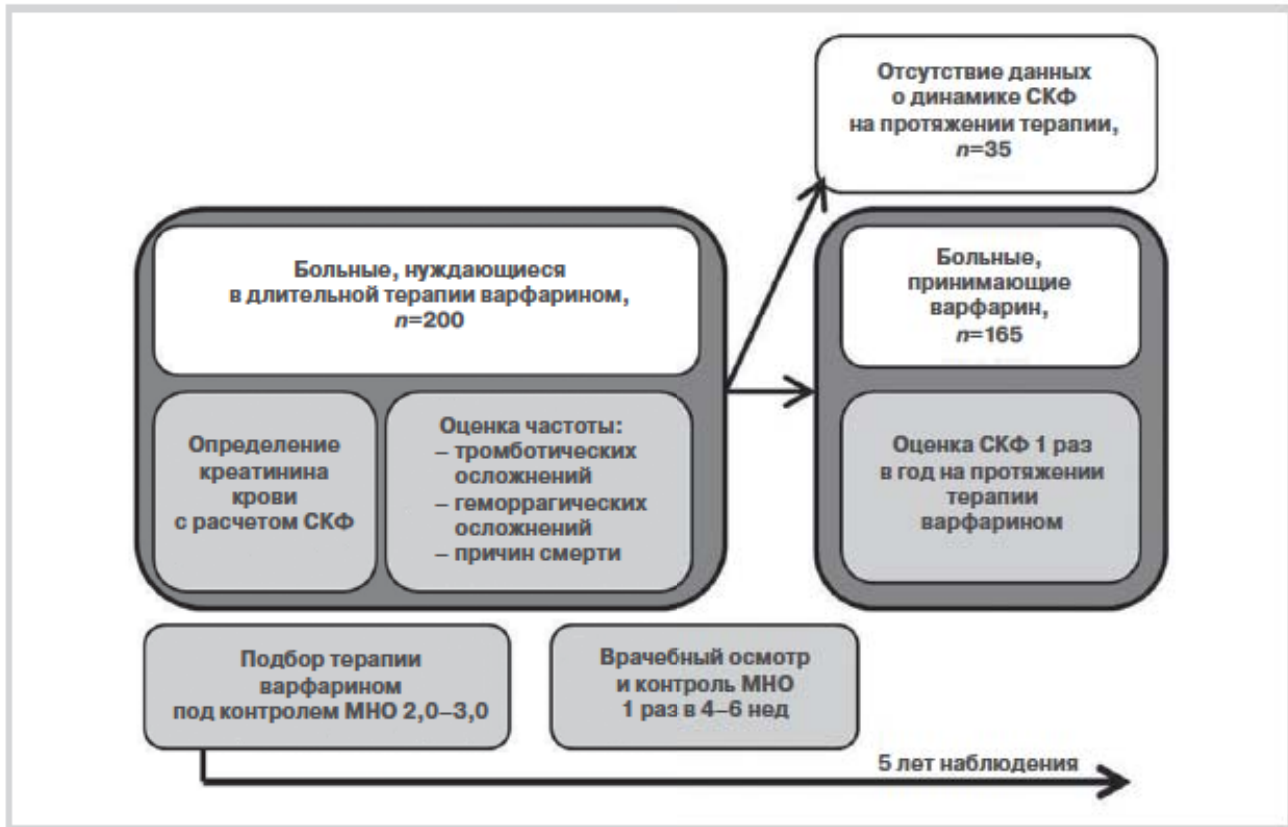 Отсутствие данных
о динамике СКФ
на протяжении терапии,
n=35
Больные, нуждающиеся
в длительной терапии варфарином,
n=200
Больные,
принимающие
варфарин,
n=165
Определение
креатинина
крови
с расчетом СКФ
Оценка частоты:
– тромботических
осложнений
– геморрагических
осложнений
– причин смерти
Оценка СКФ 1 раз
в год на протяжении
терапии
варфарином
Подбор терапии
варфарином
под контролем МНО 2,0–3,0
Врачебный осмотр
и контроль МНО
1 раз в 4–6 нед
5 лет наблюдения